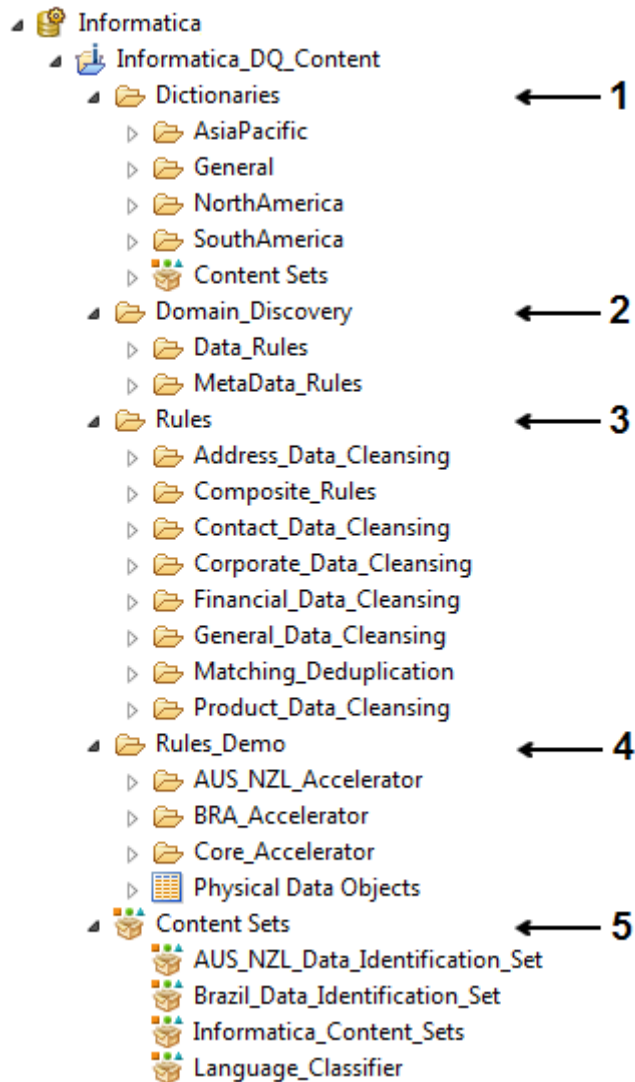 Informatica
Informatica_DQ_Content
Dictionaries 1
AsiaPacific
General
NorthAmerica
SouthAmerica
Content Sets
Domain_Discovery 2
Data_Rules
MetaData_Rules
Rules 3
Address_Data_Cleansing
Composite_Rules
Contact_Data_Cleansing
Corporate_Data_Cleansing
Financial_Data_Cleansing
General_Data_Cleansing
Matching_Deduplication
Product_Data_Cleansing
Rules_Demo 4
AUS_NZL_Accelerator
BRA_Accelerator
Core_Accelerator
Physical Data Objects
Content Sets 5
AUS_NZL_Data_Identification_Set
Brazil_Data_Identification_Set
Informatica_Content_Sets
Language_Classifier